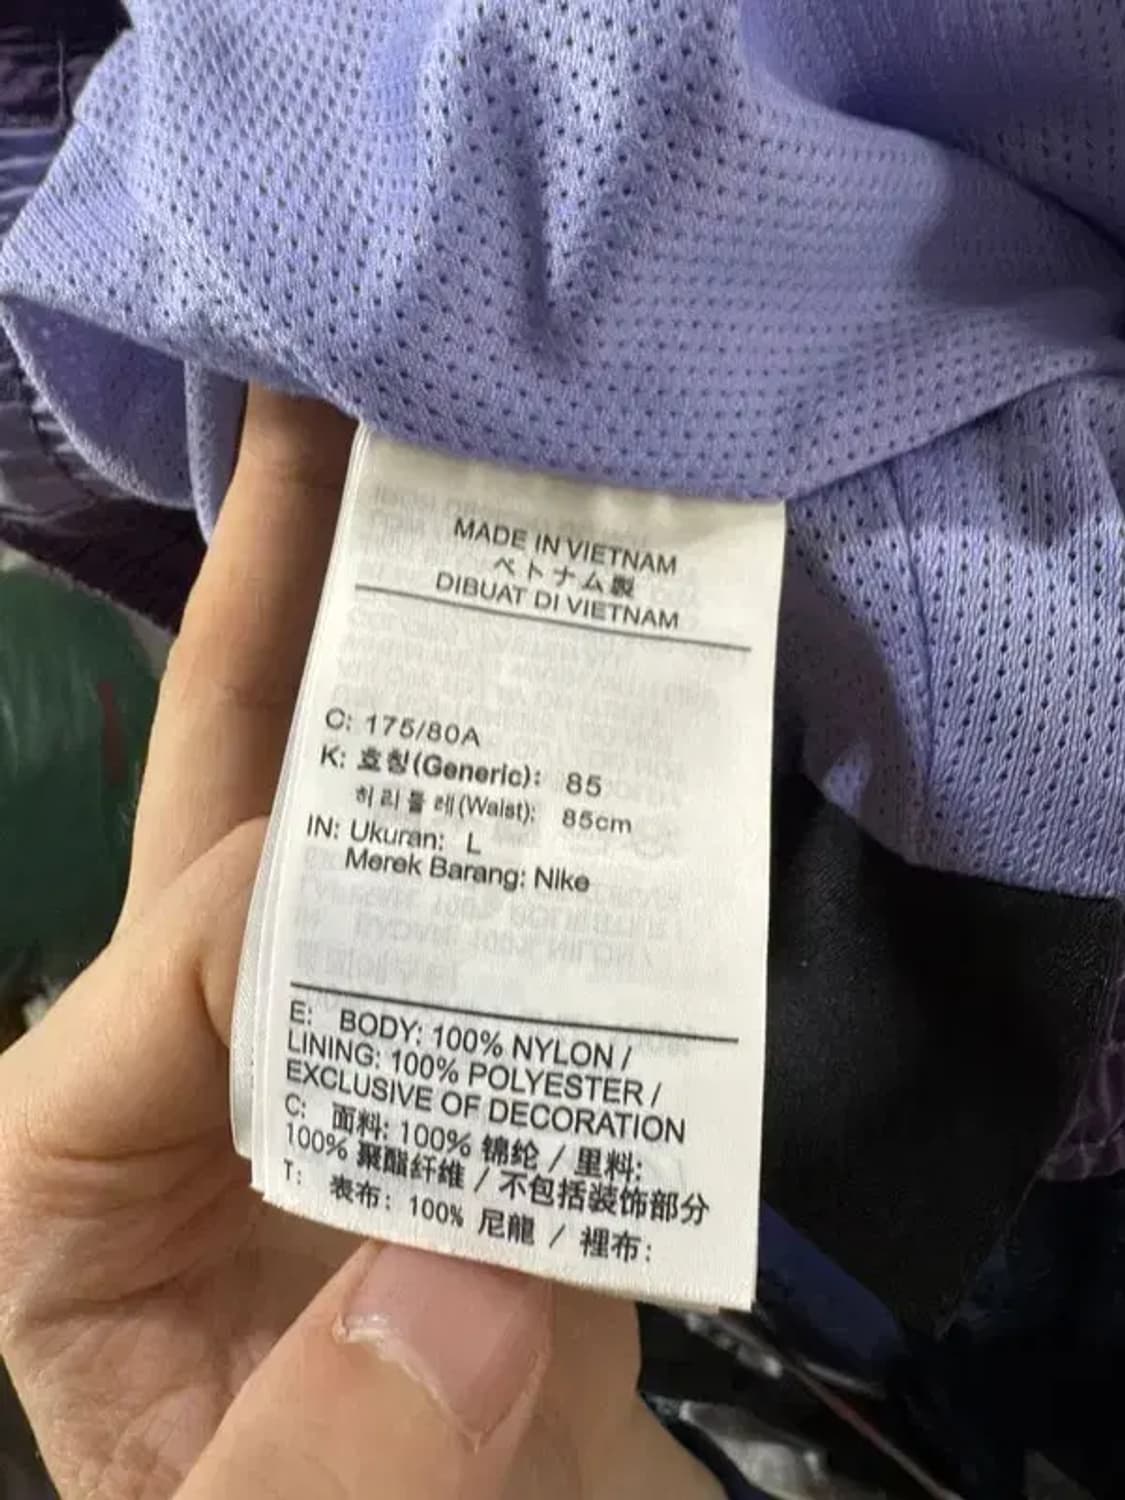 MADE IN VIETNAM
ベトナム製
DIBUAT DI VIETNAM
C: 175/80A
K: 호칭(Generic): 85
허리둘레(Waist): 85cm
IN: Ukuran: L
Merek Barang: Nike
E: BODY: 100% NYLON /
LINING: 100% POLYESTER /
EXCLUSIVE OF DECORATION
C: 面料: 100% 锦纶 / 里料:
100% 聚酯纤维 / 不包括装饰部分
T: 表布: 100% 尼龍 / 裡布: